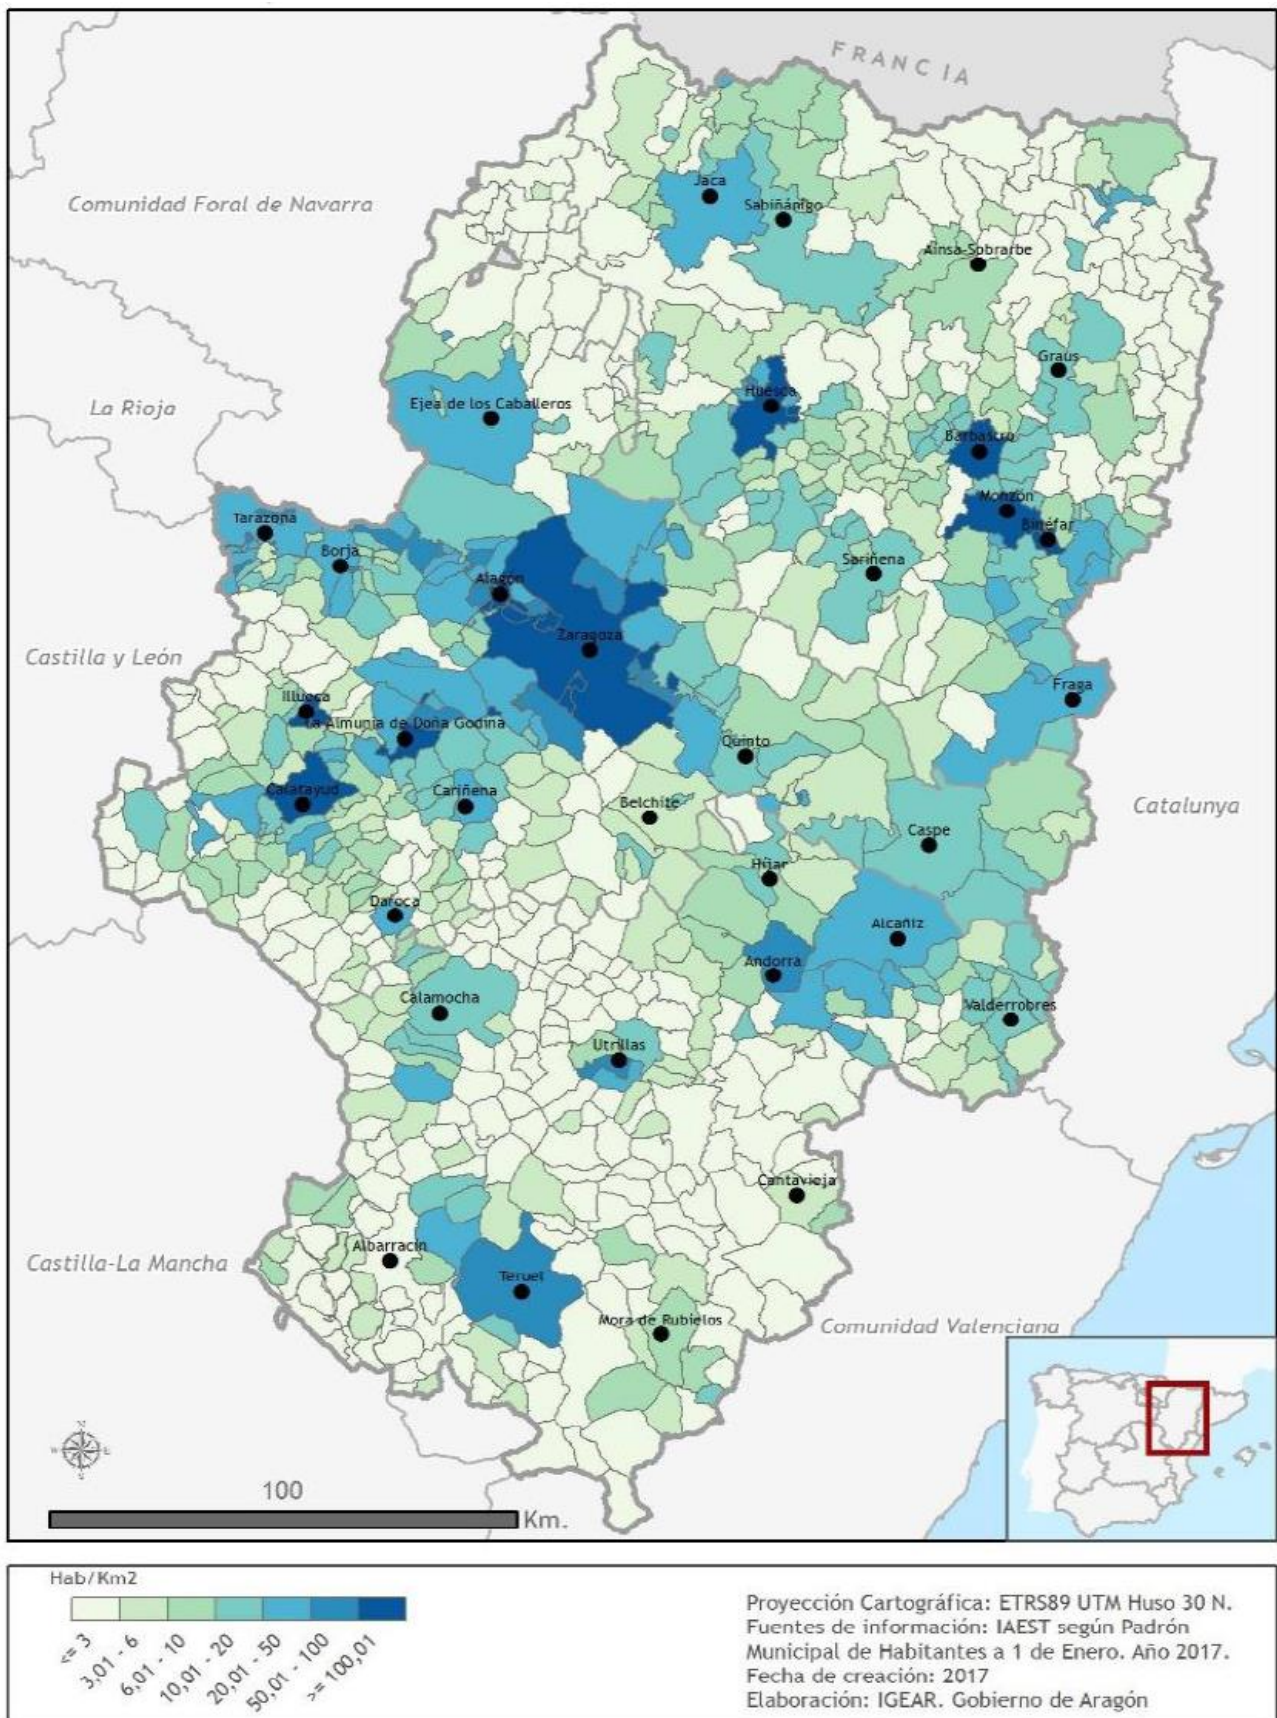 FRANCIA
Comunidad Foral de Navarra
Jaca
Sabiñánigo
Aínsa-Sobrarbe
La Rioja
Graus
Huesca
Ejea de los Caballeros
Barbastro
Monzón
Binéfar
Tarazona
Borja
Sariñena
Alagón
Zaragoza
Castilla y León
Fraga
Illueca
La Almunia de Doña Godina
Quinto
Calatayud
Cariñena
Belchite
Catalunya
Caspe
Híjar
Daroca
Alcañiz
Andorra
Calamocha
Valderrobres
Utrillas
Cantavieja
Albarracín
Castilla-La Mancha
Teruel
Mora de Rubielos
Comunidad Valenciana
N
W E
S
100
Km.
Hab/Km2
<= 3
3,01 - 6
6,01 - 10
10,01 - 20
20,01 - 50
50,01 - 100
>= 100,01
Proyección Cartográfica: ETRS89 UTM Huso 30 N.
Fuentes de información: IAEST según Padrón
Municipal de Habitantes a 1 de Enero. Año 2017.
Fecha de creación: 2017
Elaboración: IGEAR. Gobierno de Aragón